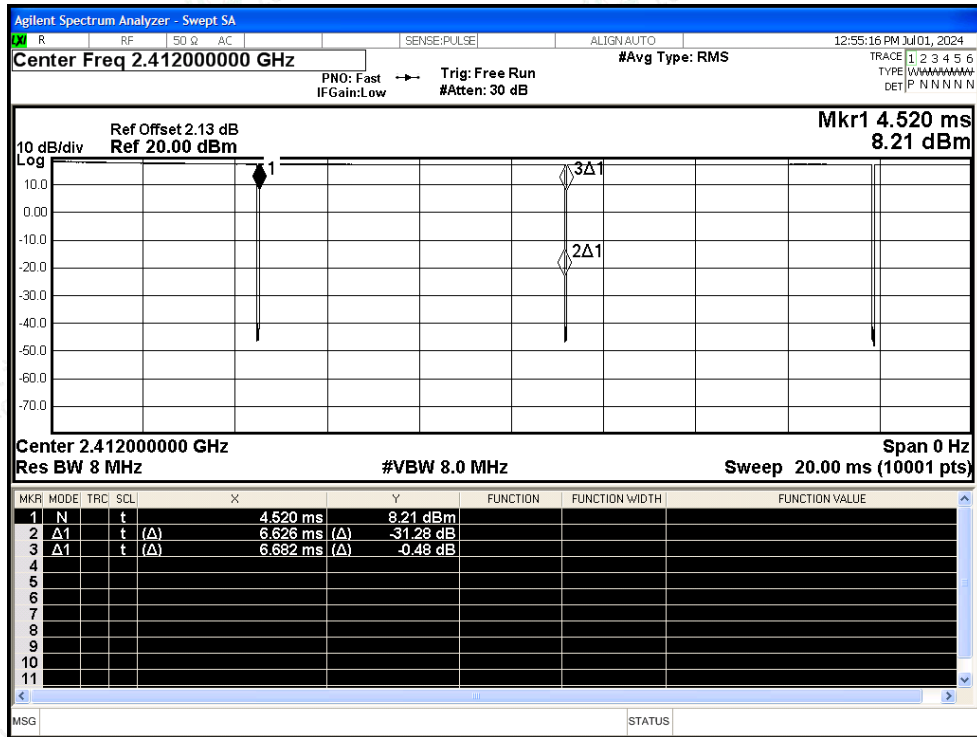 Agilent Spectrum Analyzer - Swept SA
LXI R RF 50 Ω AC SENSE:PULSE ALIGN AUTO 12:55:16 PM Jul 01, 2024
Center Freq 2.412000000 GHz #Avg Type: RMS TRACE 1 2 3 4 5 6
PNO: Fast Trig: Free Run TYPE WWWWWW
IFGain:Low #Atten: 30 dB DET P N N N N N
Mkr1 4.520 ms
Ref Offset 2.13 dB
10 dB/div Ref 20.00 dBm 8.21 dBm
Log
1
3Δ1
10.0
0.00
-10.0
2Δ1
-20.0
-30.0
-40.0
-50.0
-60.0
-70.0
Center 2.412000000 GHz Span 0 Hz
Res BW 8 MHz #VBW 8.0 MHz Sweep 20.00 ms (10001 pts)
MKR MODE TRC SCL X Y FUNCTION FUNCTION WIDTH FUNCTION VALUE
1 N t 4.520 ms 8.21 dBm
2 Δ1 t (Δ) 6.626 ms (Δ) -31.28 dB
3 Δ1 t (Δ) 6.682 ms (Δ) -0.48 dB
4
5
6
7
8
9
10
11
MSG STATUS